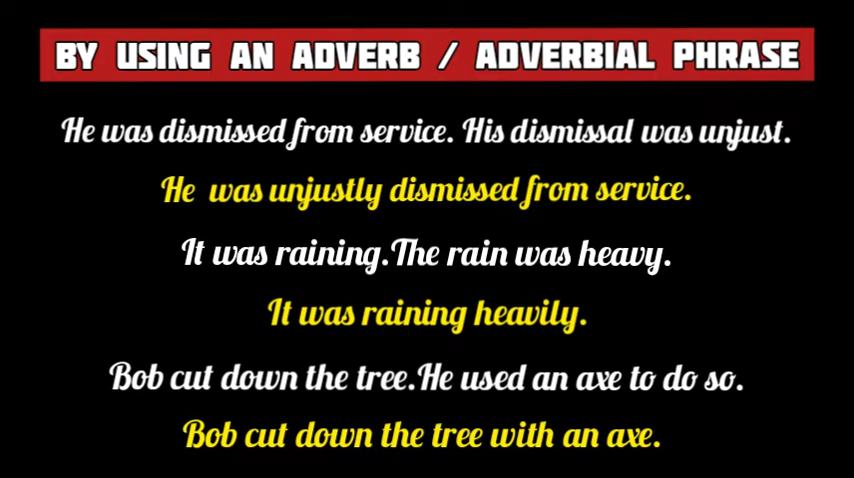 BY USING AN ADVERB / ADVERBIAL PHRASE
He was dismissed from service. His dismissal was unjust.
He was unjustly dismissed from service.
It was raining.The rain was heavy.
It was raining heavily.
Bob cut down the tree.He used an axe to do so.
Bob cut down the tree with an axe.